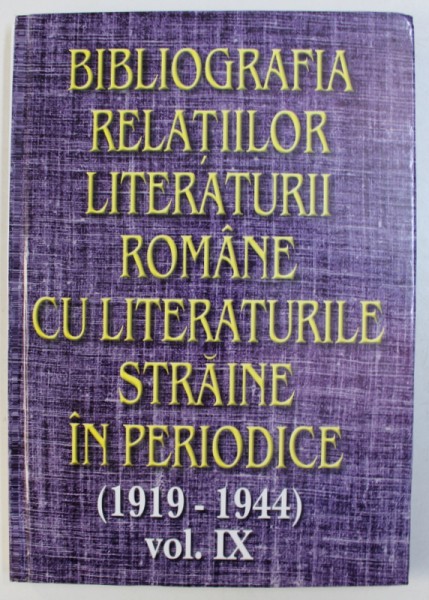 BIBLIOGRAFIA
RELAȚIILOR
LITERATURII
ROMÂNE
CU LITERATURILE
STRĂINE
ÎN PERIODICE
(1919 - 1944)
vol. IX